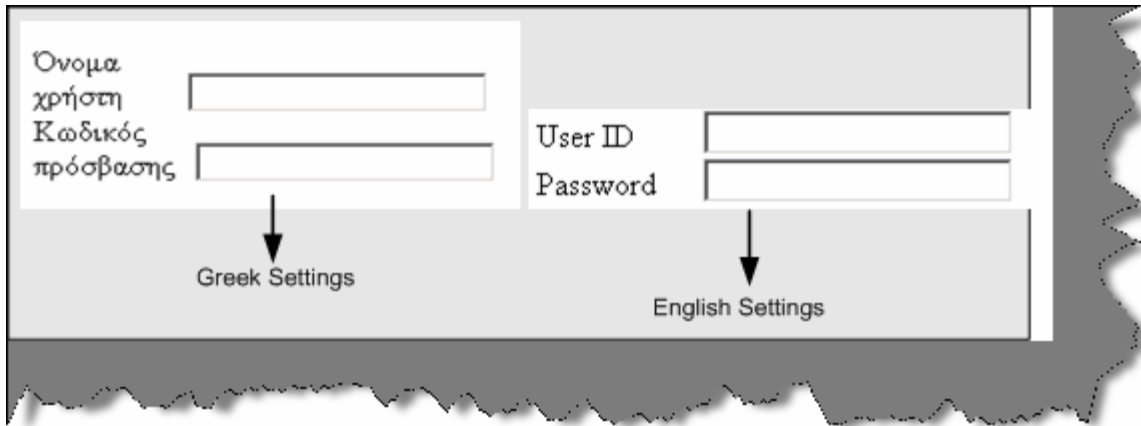 Όνομα
χρήστη
Κωδικός
πρόσβασης
Greek Settings
User ID
Password
English Settings